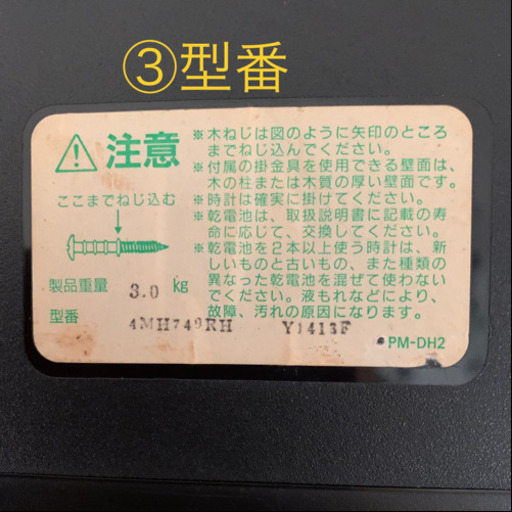 ③型番
注意
ここまでねじ込む
製品重量 3.0 kg
型番 4MH749RH Y1413F
※木ねじは図のように矢印のところ
までねじ込んでください。
※付属の掛金具を使用できる壁面は、
木の柱または木質の厚い壁面です。
※時計は確実に掛けてください。
※乾電池は、取扱説明書に記載の寿
命に応じて、交換してください。
※乾電池を2本以上使う時計は、新
しいものと古いもの、また種類の
異なった乾電池を混ぜて使わない
でください。液もれなどにより、
故障、汚れの原因になります。
PM-DH2